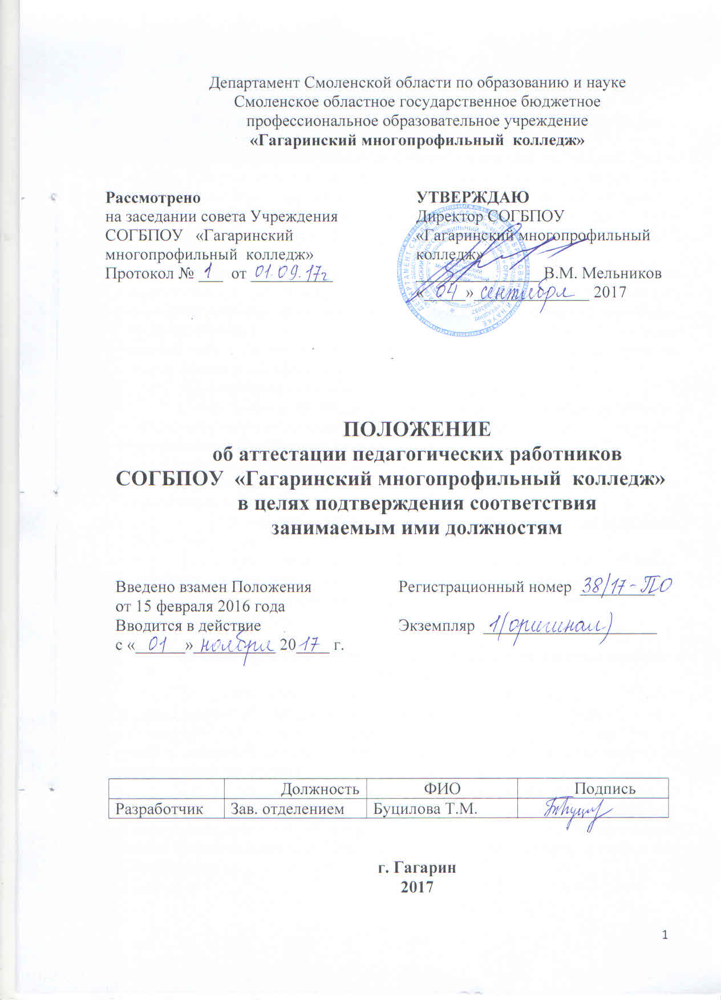 Департамент Смоленской области по образованию и науке
Смоленское областное государственное бюджетное
профессиональное образовательное учреждение
«Гагаринский многопрофильный колледж»
Рассмотрено
на заседании совета Учреждения
СОГБПОУ «Гагаринский
многопрофильный колледж»
Протокол № 1 от 01.09.17г
УТВЕРЖДАЮ
Директор СОГБПОУ
«Гагаринский многопрофильный
колледж»
В.М. Мельников
«04» сентября 2017
ПОЛОЖЕНИЕ
об аттестации педагогических работников
СОГБПОУ «Гагаринский многопрофильный колледж»
в целях подтверждения соответствия
занимаемым ими должностям
Введено взамен Положения
от 15 февраля 2016 года
Вводится в действие
с «01» ноября 2017 г.
Регистрационный номер 38/17-ПО
Экземпляр 1(оригинал)
Должность ФИО Подпись
Разработчик Зав. отделением Буцилова Т.М.
г. Гагарин
2017
1